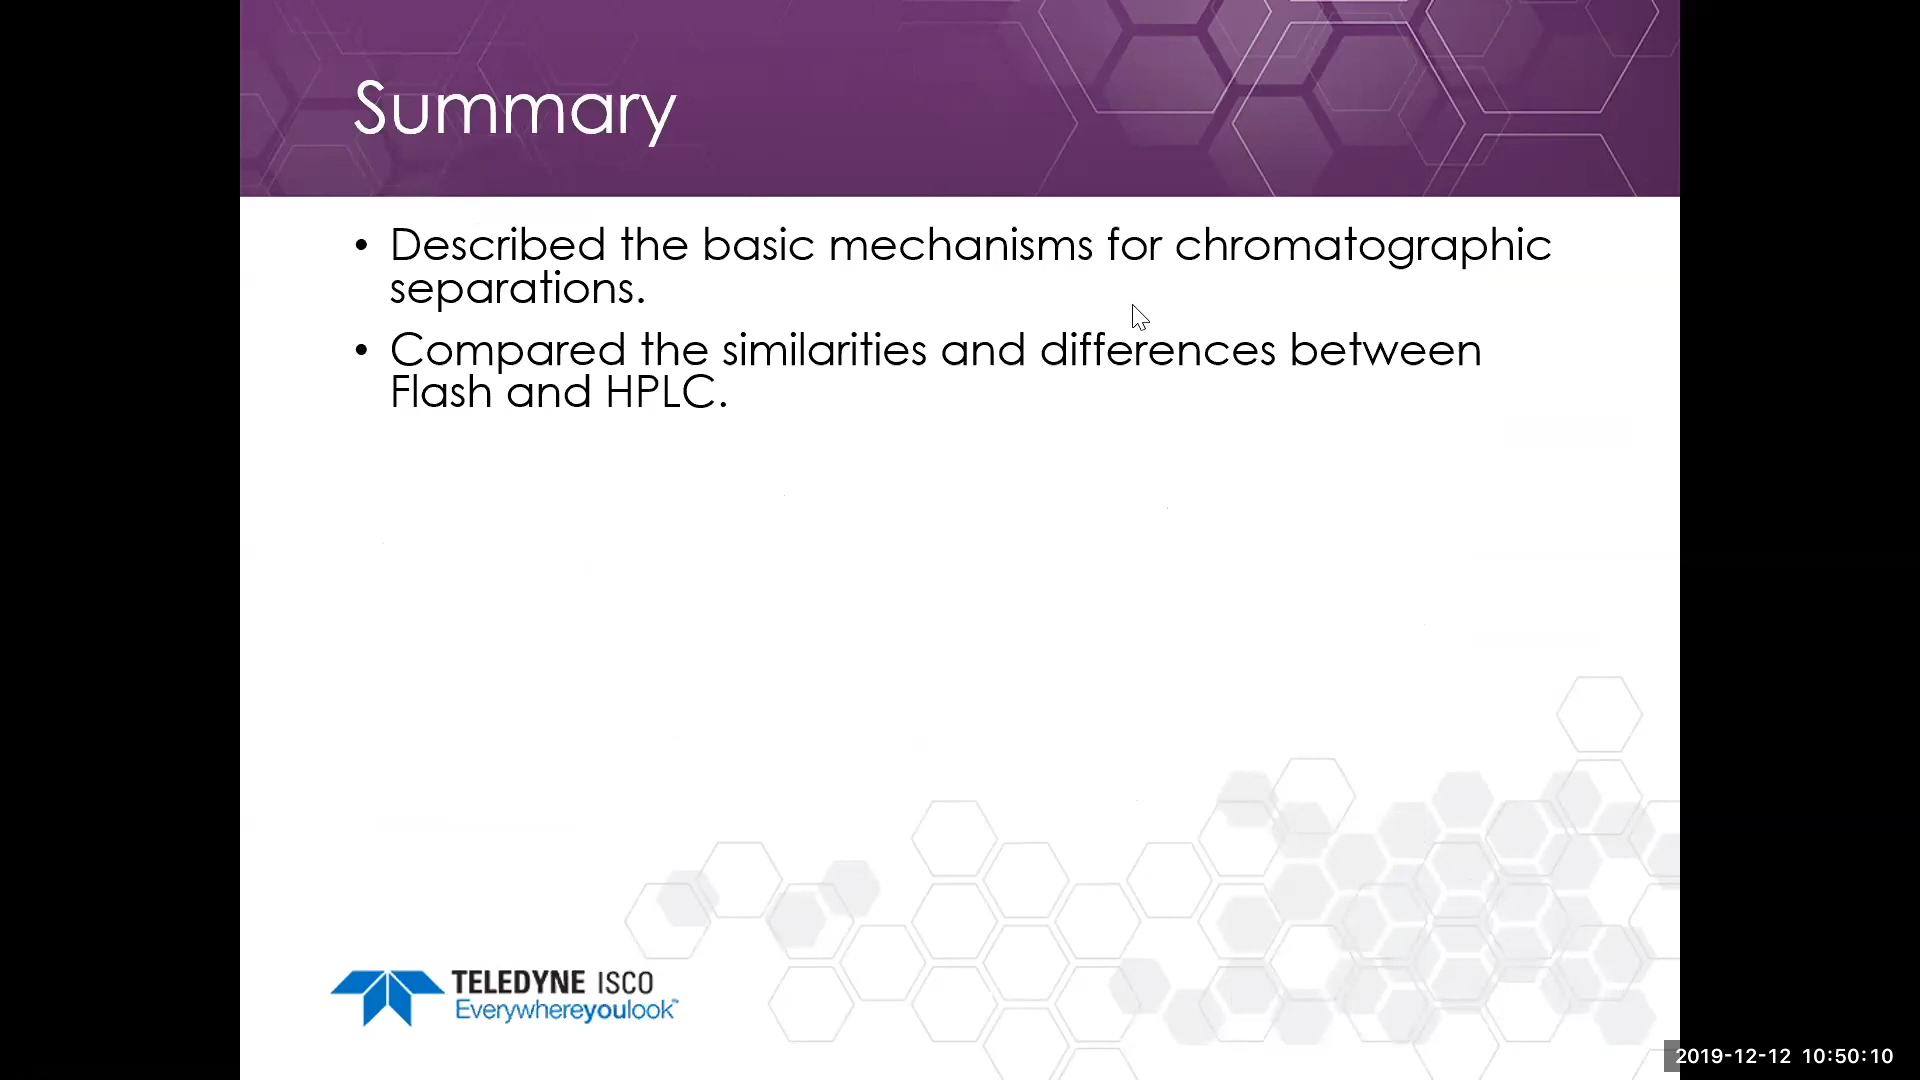 Summary
• Described the basic mechanisms for chromatographic
separations.
• Compared the similarities and differences between
Flash and HPLC.
TELEDYNE ISCO
Everywhereyoulook™
2019-12-12 10:50:10